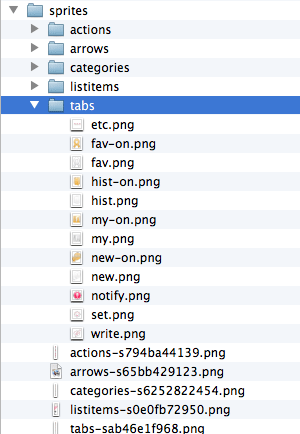 sprites
actions
arrows
categories
listitems
tabs
etc.png
fav-on.png
fav.png
hist-on.png
hist.png
my-on.png
my.png
new-on.png
new.png
notify.png
set.png
write.png
actions-s794ba44139.png
arrows-s65bb429123.png
categories-s6252822454.png
listitems-s0e0fb72950.png
tabs-sab46e1f968.png